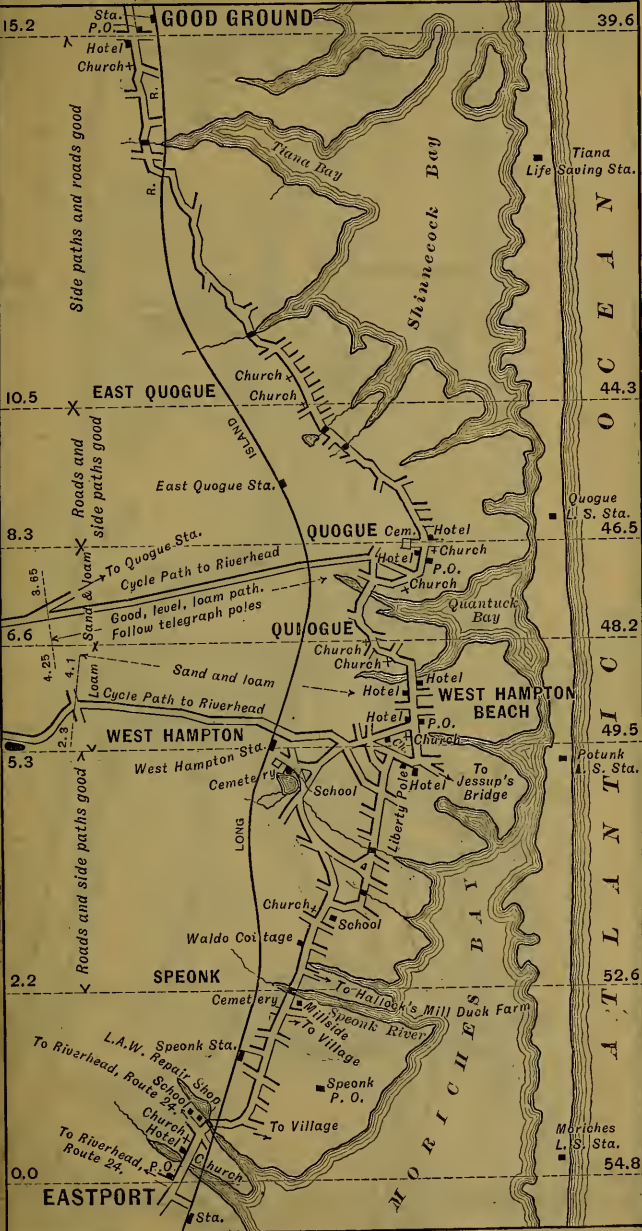 15.2
Sta.
P.O.
GOOD GROUND
39.6
Hotel
Church
R.
R.
Side paths and roads good
Tiana Bay
Shinnecock Bay
Tiana
Life Saving Sta.
ATLANTIC OCEAN
Church
Church
10.5
EAST QUOGUE
44.3
Roads and
side paths good
ISLAND
East Quogue Sta.
Quogue
L. S. Sta.
8.3
QUOGUE
Cem.
Hotel
46.5
Hotel
Church
P.O.
Church
To Quogue Sta.
Cycle Path to Riverhead
3.65
Sand & loam
Good, level, loam path.
Follow telegraph poles
Quantuck
Bay
6.6
QUIOGUE
48.2
4.25
4.1
Loam
Sand and loam
Church
Church
Hotel
Hotel
WEST HAMPTON
BEACH
Cycle Path to Riverhead
Hotel
P.O.
2.3
WEST HAMPTON
Ch.
Church
49.5
5.3
West Hampton Sta.
Potunk
L. S. Sta.
Cemetery
School
Hotel
To
Jessup's
Bridge
Liberty Pole
Roads and side paths good
LONG
Church
School
Waldo Cottage
MORICHES BAY
2.2
SPEONK
52.6
To Hallock's Mill Duck Farm
Cemetery
Millside
Speonk River
To Village
Speonk Sta.
Speonk
P. O.
L.A.W. Repair Shop
To Riverhead,
Route 24.
School
To Village
Church
Hotel
To Riverhead,
Route 24.
P.O.
Church
Moriches
L. S. Sta.
0.0
54.8
EASTPORT
Sta.